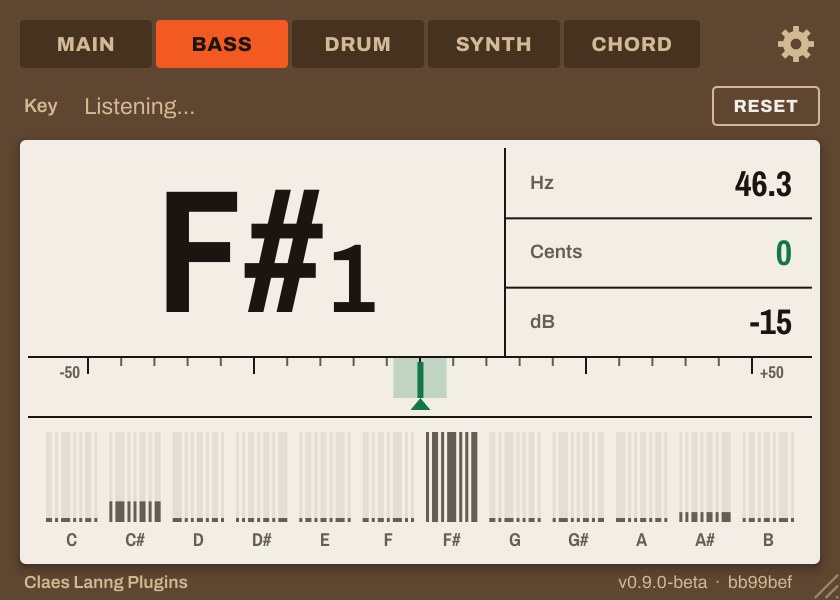 MAIN BASS DRUM SYNTH CHORD
Key Listening... RESET
F#1
Hz 46.3
Cents 0
dB -15
-50 +50
C C# D D# E F F# G G# A A# B
Claes Lanng Plugins v0.9.0-beta · bb99bef